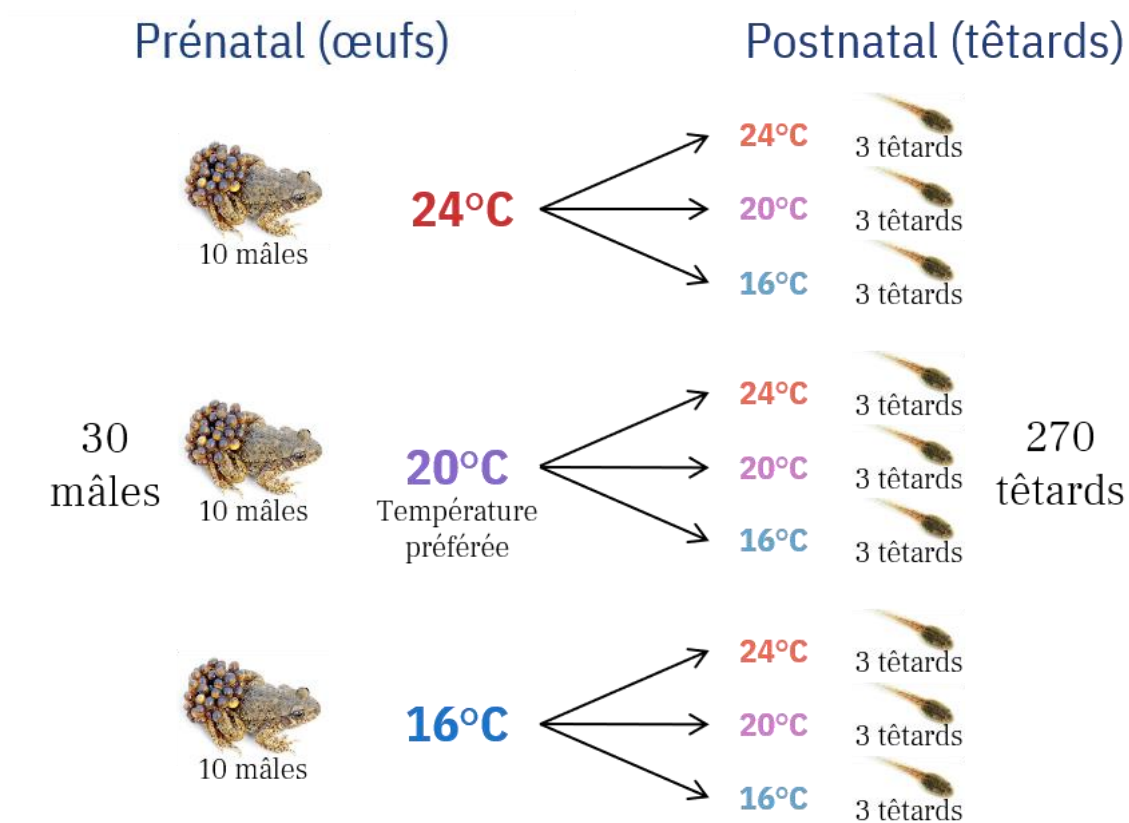 Prénatal (œufs)
Postnatal (têtards)
10 mâles
24°C
24°C
3 têtards
20°C
3 têtards
16°C
3 têtards
30
mâles
10 mâles
20°C
Température
préférée
24°C
3 têtards
20°C
3 têtards
16°C
3 têtards
270
têtards
10 mâles
16°C
24°C
3 têtards
20°C
3 têtards
16°C
3 têtards